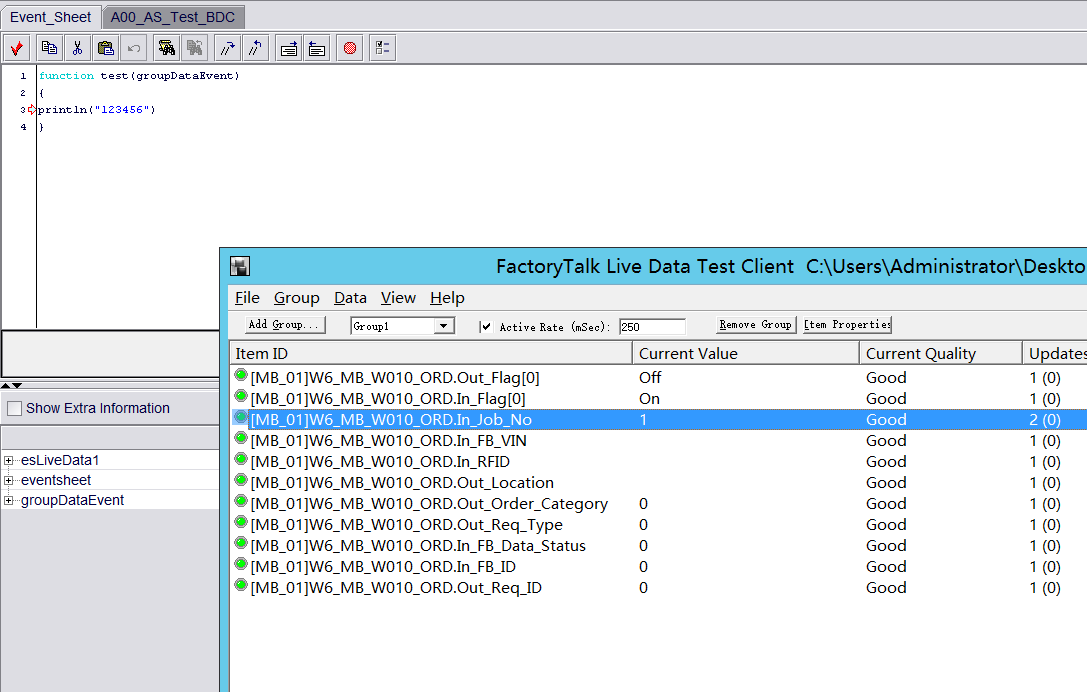 Event_Sheet A00_AS_Test_BDC
1 function test(groupDataEvent)
2 {
3 println("123456")
4 }
FactoryTalk Live Data Test Client C:\Users\Administrator\Deskto
File Group Data View Help
Add Group... Group1 Active Rate (mSec): 250 Remove Group Item Properties
Item ID Current Value Current Quality Updates
[MB_01]W6_MB_W010_ORD.Out_Flag[0] Off Good 1 (0)
[MB_01]W6_MB_W010_ORD.In_Flag[0] On Good 1 (0)
[MB_01]W6_MB_W010_ORD.In_Job_No 1 Good 2 (0)
[MB_01]W6_MB_W010_ORD.In_FB_VIN Good 1 (0)
[MB_01]W6_MB_W010_ORD.In_RFID Good 1 (0)
[MB_01]W6_MB_W010_ORD.Out_Location Good 1 (0)
[MB_01]W6_MB_W010_ORD.Out_Order_Category 0 Good 1 (0)
[MB_01]W6_MB_W010_ORD.Out_Req_Type 0 Good 1 (0)
[MB_01]W6_MB_W010_ORD.In_FB_Data_Status 0 Good 1 (0)
[MB_01]W6_MB_W010_ORD.In_FB_ID 0 Good 1 (0)
[MB_01]W6_MB_W010_ORD.Out_Req_ID 0 Good 1 (0)
Show Extra Information
esLiveData1
eventsheet
groupDataEvent